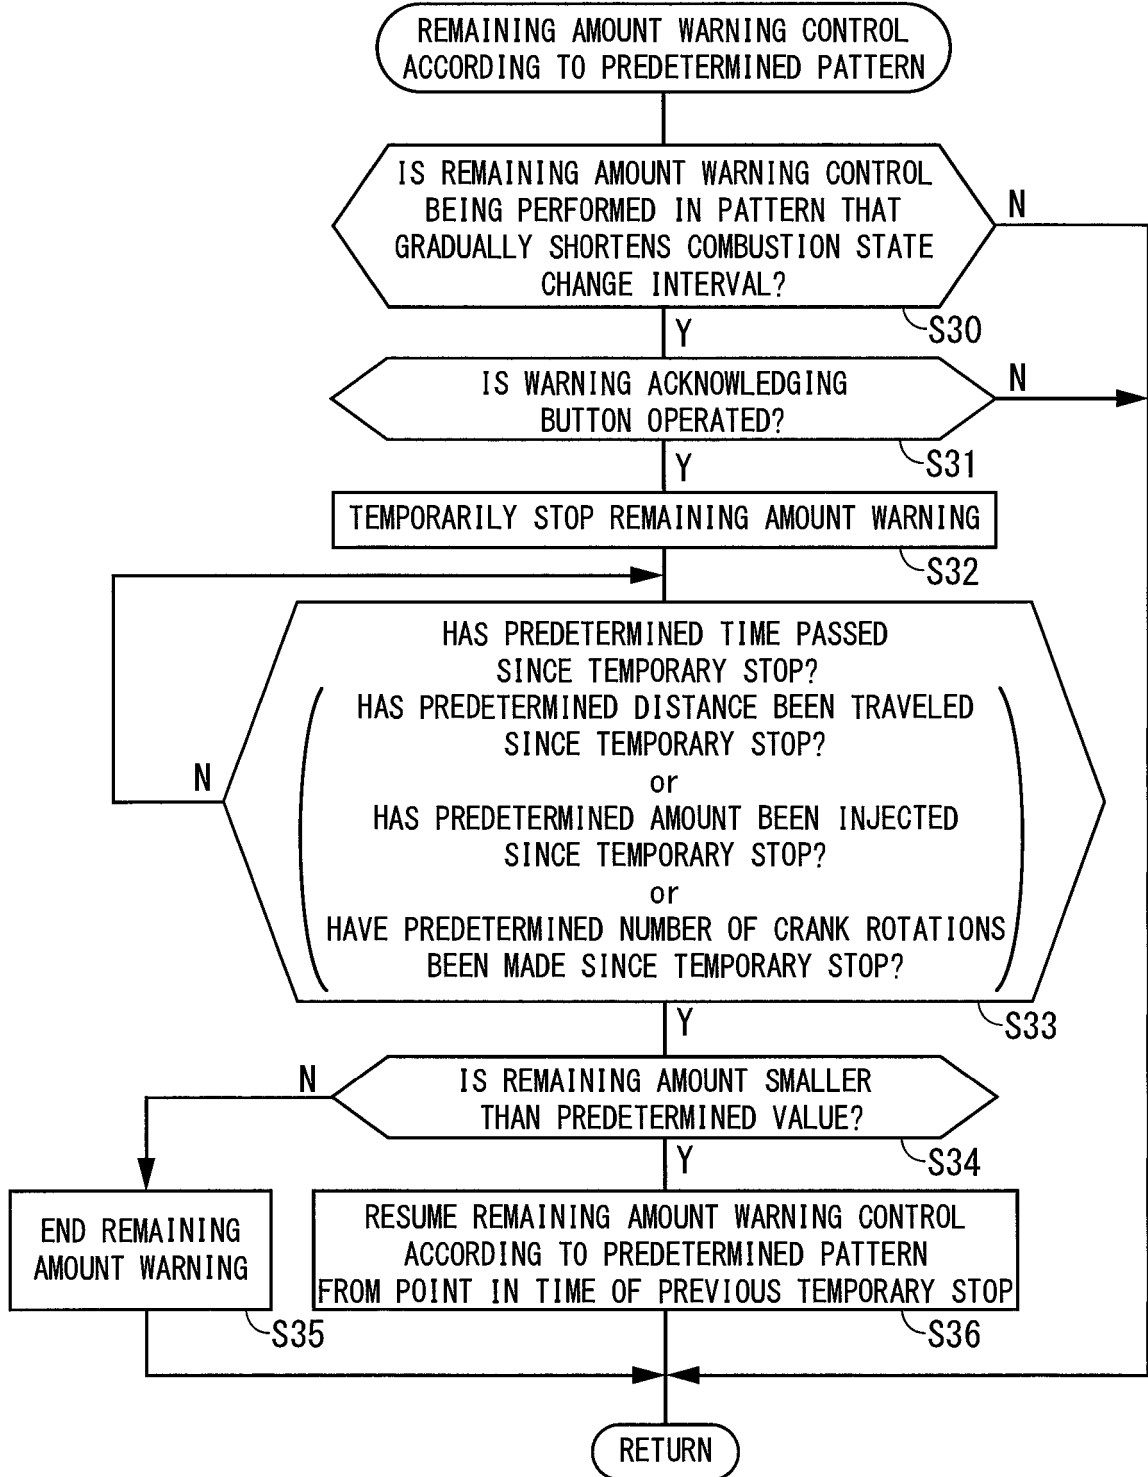 REMAINING AMOUNT WARNING CONTROL
ACCORDING TO PREDETERMINED PATTERN
IS REMAINING AMOUNT WARNING CONTROL
BEING PERFORMED IN PATTERN THAT
GRADUALLY SHORTENS COMBUSTION STATE
CHANGE INTERVAL?
N
S30
Y
IS WARNING ACKNOWLEDGING
BUTTON OPERATED?
N
S31
Y
TEMPORARILY STOP REMAINING AMOUNT WARNING
S32
HAS PREDETERMINED TIME PASSED
SINCE TEMPORARY STOP?
HAS PREDETERMINED DISTANCE BEEN TRAVELED
SINCE TEMPORARY STOP?
or
HAS PREDETERMINED AMOUNT BEEN INJECTED
SINCE TEMPORARY STOP?
or
HAVE PREDETERMINED NUMBER OF CRANK ROTATIONS
BEEN MADE SINCE TEMPORARY STOP?
N
S33
Y
IS REMAINING AMOUNT SMALLER
THAN PREDETERMINED VALUE?
N
S34
Y
END REMAINING
AMOUNT WARNING
S35
RESUME REMAINING AMOUNT WARNING CONTROL
ACCORDING TO PREDETERMINED PATTERN
FROM POINT IN TIME OF PREVIOUS TEMPORARY STOP
S36
RETURN